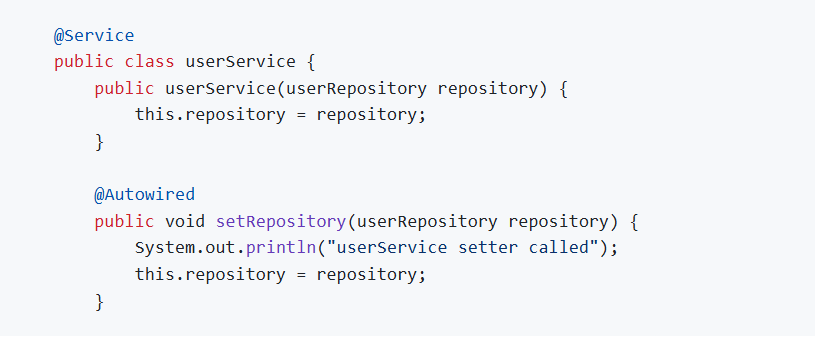 @Service
public class userService {
    public userService(userRepository repository) {
        this.repository = repository;
    }
    @Autowired
    public void setRepository(userRepository repository) {
        System.out.println("userService setter called");
        this.repository = repository;
    }